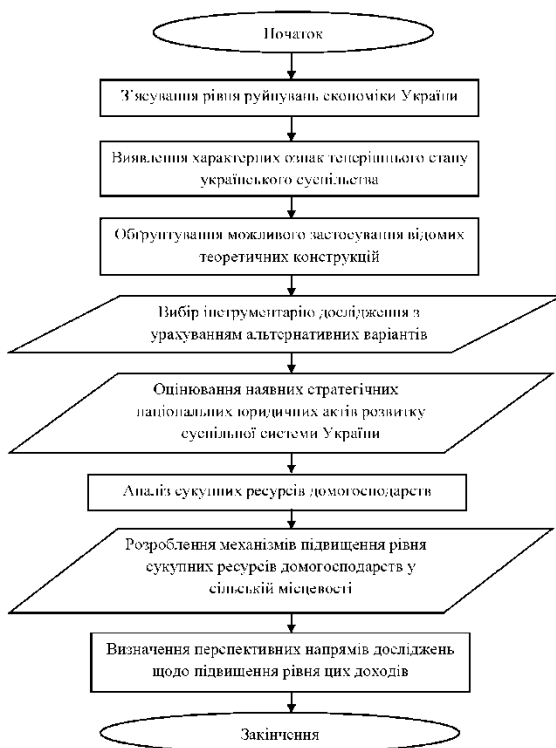 Початок
З'ясування рівня руйнувань економіки України
Виявлення характерних ознак теперішнього стану
українського суспільства
Обґрунтування можливого застосування відомих
теоретичних конструкцій
Вибір інструментарію дослідження з
урахуванням альтернативних варіантів
Оцінювання наявних стратегічних
національних юридичних актів розвитку
суспільної системи України
Аналіз сукупних ресурсів домогосподарств
Розроблення механізмів підвищення рівня
сукупних ресурсів домогосподарств у
сільській місцевості
Визначення перспективних напрямів досліджень
щодо підвищення рівня цих доходів
Закінчення